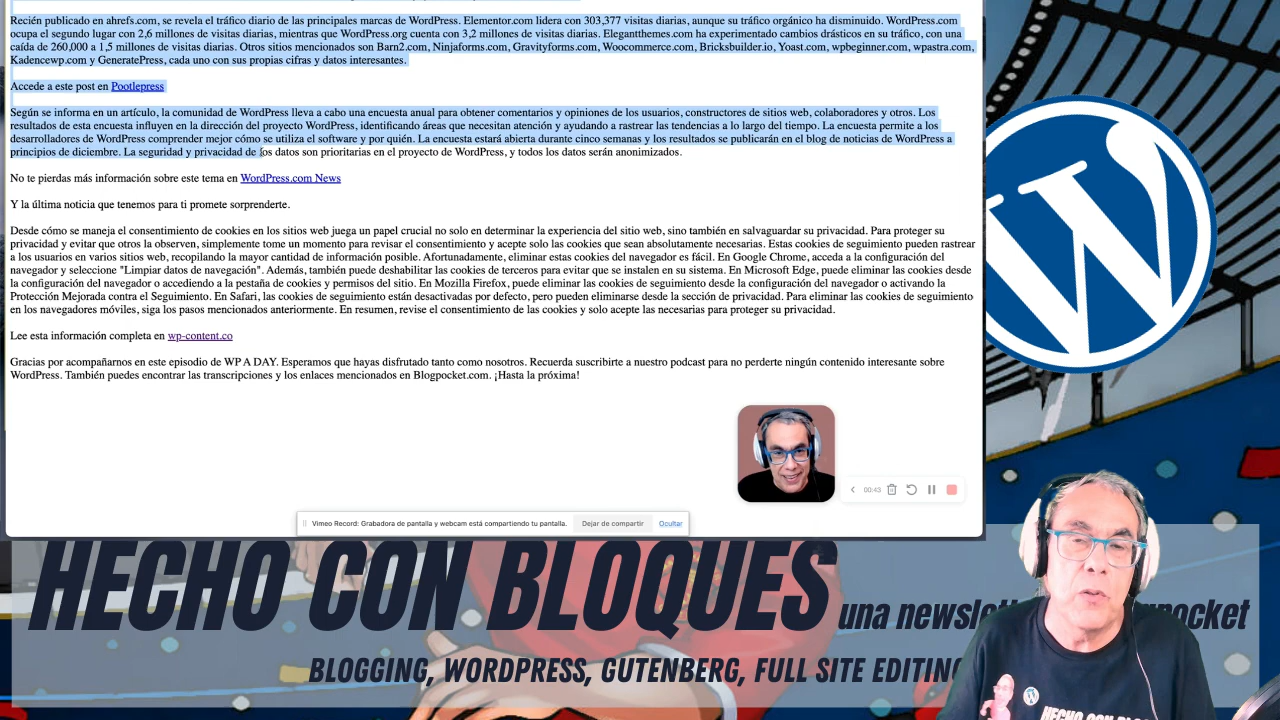 Recién publicado en ahrefs.com, se revela el tráfico diario de las principales marcas de WordPress. Elementor.com lidera con 303,377 visitas diarias, aunque su tráfico orgánico ha disminuido. WordPress.com
ocupa el segundo lugar con 2,6 millones de visitas diarias, mientras que WordPress.org cuenta con 3,2 millones de visitas diarias. Elegantthemes.com ha experimentado cambios drásticos en su tráfico, con una
caída de 260,000 a 1,5 millones de visitas diarias. Otros sitios mencionados son Barn2.com, Ninjaforms.com, Gravityforms.com, Woocommerce.com, Bricksbuilder.io, Yoast.com, wpbeginner.com, wpastra.com,
Kadencewp.com y GeneratePress, cada uno con sus propias cifras y datos interesantes.
Accede a este post en Pootlepress
Según se informa en un artículo, la comunidad de WordPress lleva a cabo una encuesta anual para obtener comentarios y opiniones de los usuarios, constructores de sitios web, colaboradores y otros. Los
resultados de esta encuesta influyen en la dirección del proyecto WordPress, identificando áreas que necesitan atención y ayudando a rastrear las tendencias a lo largo del tiempo. La encuesta permite a los
desarrolladores de WordPress comprender mejor cómo se utiliza el software y por quién. La encuesta estará abierta durante cinco semanas y los resultados se publicarán en el blog de noticias de WordPress a
principios de diciembre. La seguridad y privacidad de los datos son prioritarias en el proyecto de WordPress, y todos los datos serán anonimizados.
No te pierdas más información sobre este tema en WordPress.com News
Y la última noticia que tenemos para ti promete sorprenderte.
Desde cómo se maneja el consentimiento de cookies en los sitios web juega un papel crucial no solo en determinar la experiencia del sitio web, sino también en salvaguardar su privacidad. Para proteger su
privacidad y evitar que otros la observen, simplemente tome un momento para revisar el consentimiento y acepte solo las cookies que sean absolutamente necesarias. Estas cookies de seguimiento pueden rastrear
a los usuarios en varios sitios web, recopilando la mayor cantidad de información posible. Afortunadamente, eliminar estas cookies del navegador es fácil. En Google Chrome, acceda a la configuración del
navegador y seleccione "Limpiar datos de navegación". Además, también puede deshabilitar las cookies de terceros para evitar que se instalen en su sistema. En Microsoft Edge, puede eliminar las cookies desde
la configuración del navegador o accediendo a la pestaña de cookies y permisos del sitio. En Mozilla Firefox, puede eliminar las cookies de seguimiento desde la configuración del navegador o activando la
Protección Mejorada contra el Seguimiento. En Safari, las cookies de seguimiento están desactivadas por defecto, pero pueden eliminarse desde la sección de privacidad. Para eliminar las cookies de seguimiento
en los navegadores móviles, siga los pasos mencionados anteriormente. En resumen, revise el consentimiento de las cookies y solo acepte las necesarias para proteger su privacidad.
Lee esta información completa en wp-content.co
Gracias por acompañarnos en este episodio de WP A DAY. Esperamos que hayas disfrutado tanto como nosotros. Recuerda suscribirte a nuestro podcast para no perderte ningún contenido interesante sobre
WordPress. También puedes encontrar las transcripciones y los enlaces mencionados en Blogpocket.com. ¡Hasta la próxima!
00:43
Vimeo Record: Grabadora de pantalla y webcam está compartiendo tu pantalla. Dejar de compartir Ocultar
HECHO CON BLOQUES
una
BLOGGING, WORDPRESS, GUTENBERG, FULL SITE EDITING
HECHO CON